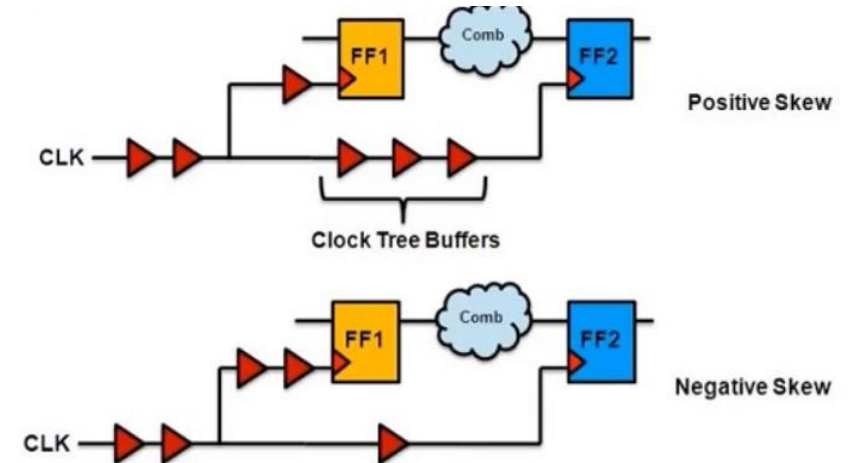 Comb
FF1
FF2
Positive Skew
CLK
Clock Tree Buffers
Comb
FF1
FF2
Negative Skew
CLK